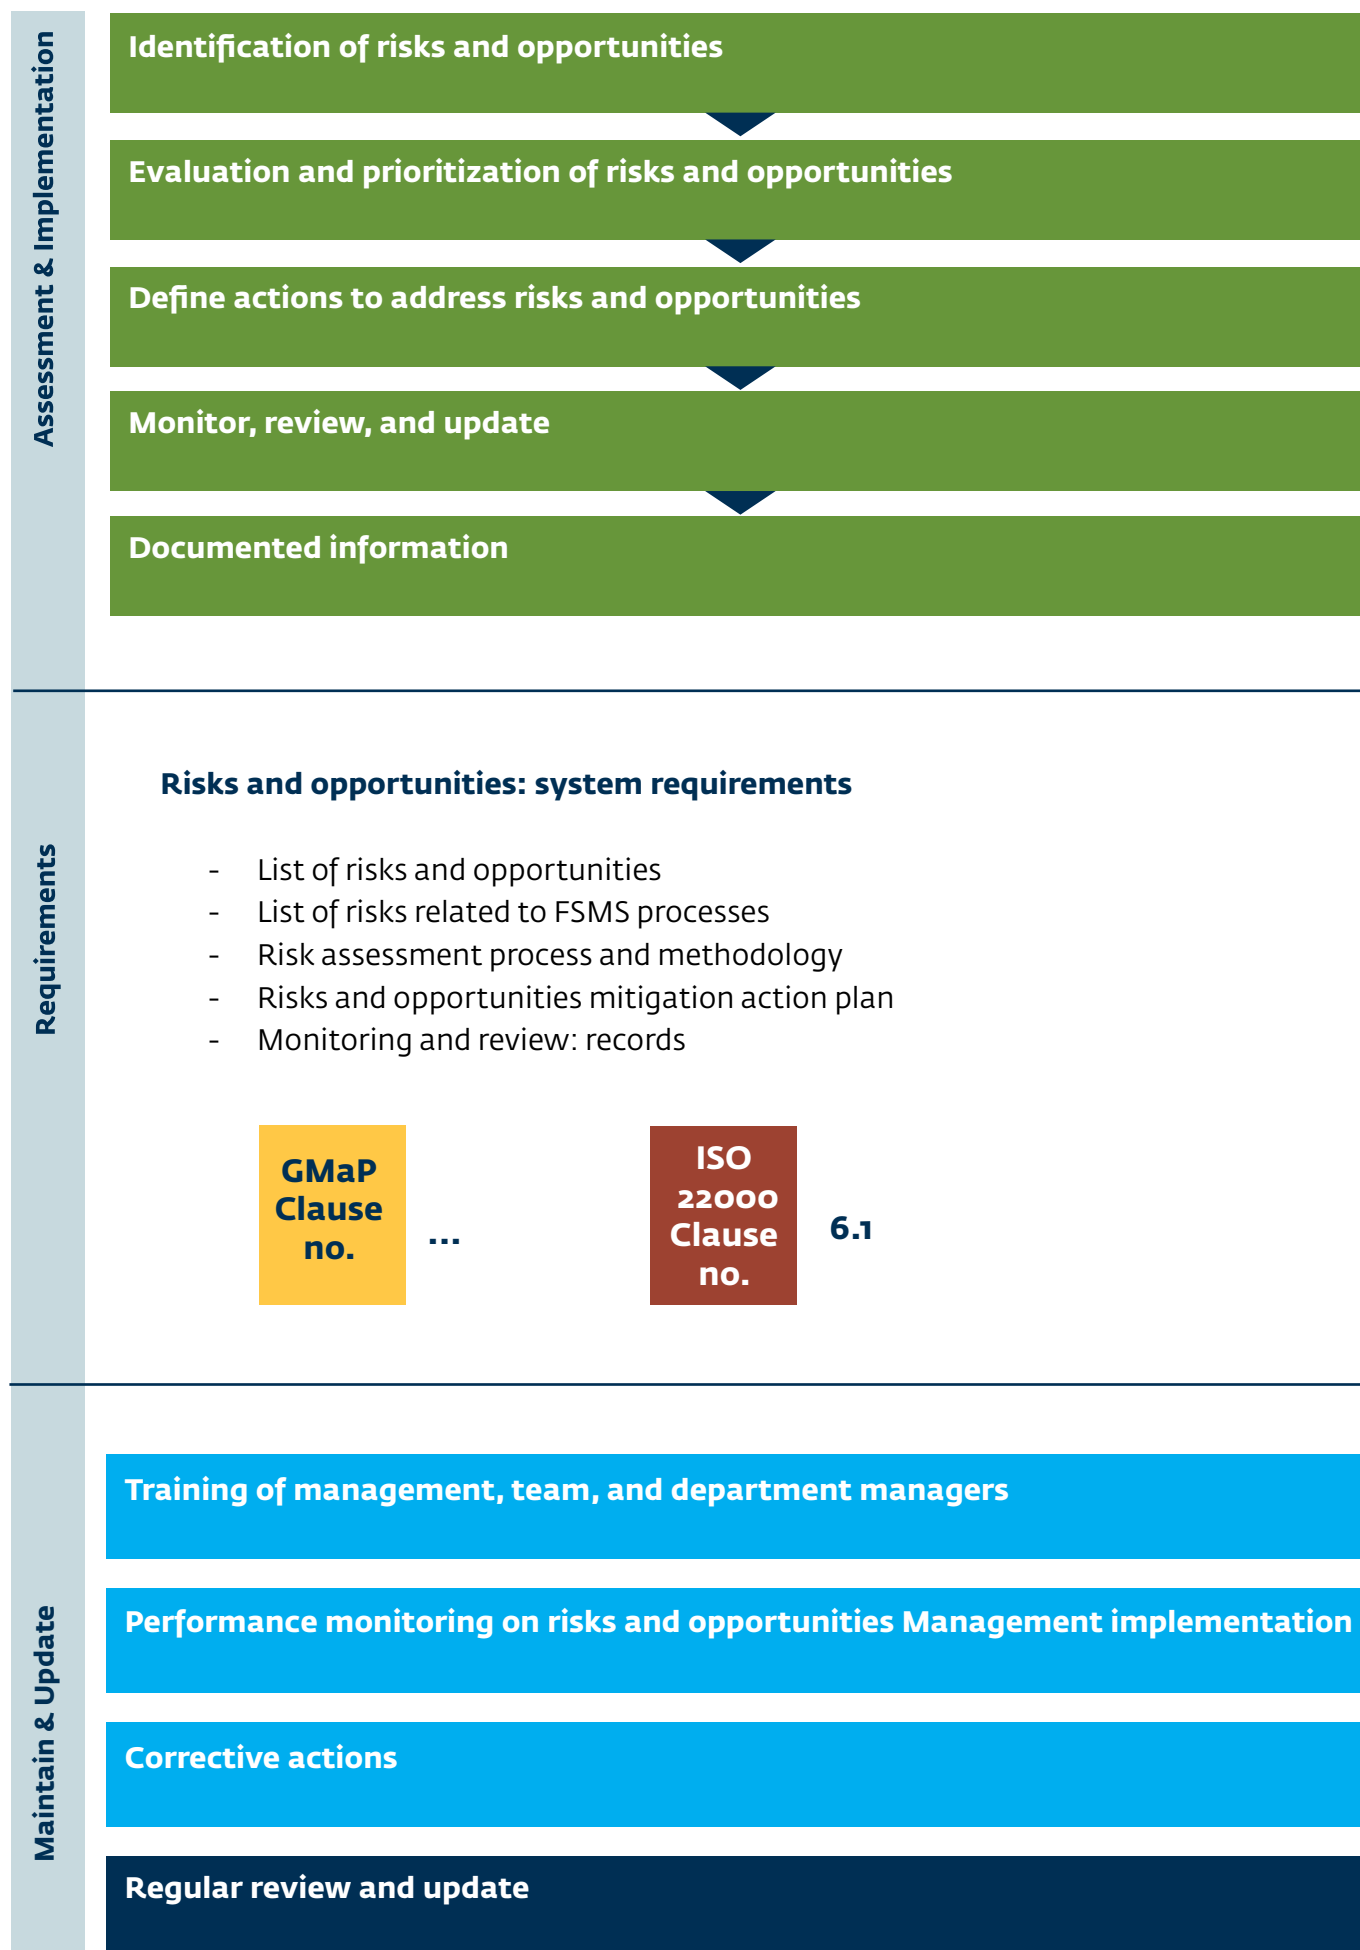 Assessment & Implementation
Identification of risks and opportunities
Evaluation and prioritization of risks and opportunities
Define actions to address risks and opportunities
Monitor, review, and update
Documented information
Requirements
Risks and opportunities: system requirements
- List of risks and opportunities
- List of risks related to FSMS processes
- Risk assessment process and methodology
- Risks and opportunities mitigation action plan
- Monitoring and review: records
GMaP
Clause
no.
...
ISO
22000
Clause
no.
6.1
Maintain & Update
Training of management, team, and department managers
Performance monitoring on risks and opportunities Management implementation
Corrective actions
Regular review and update